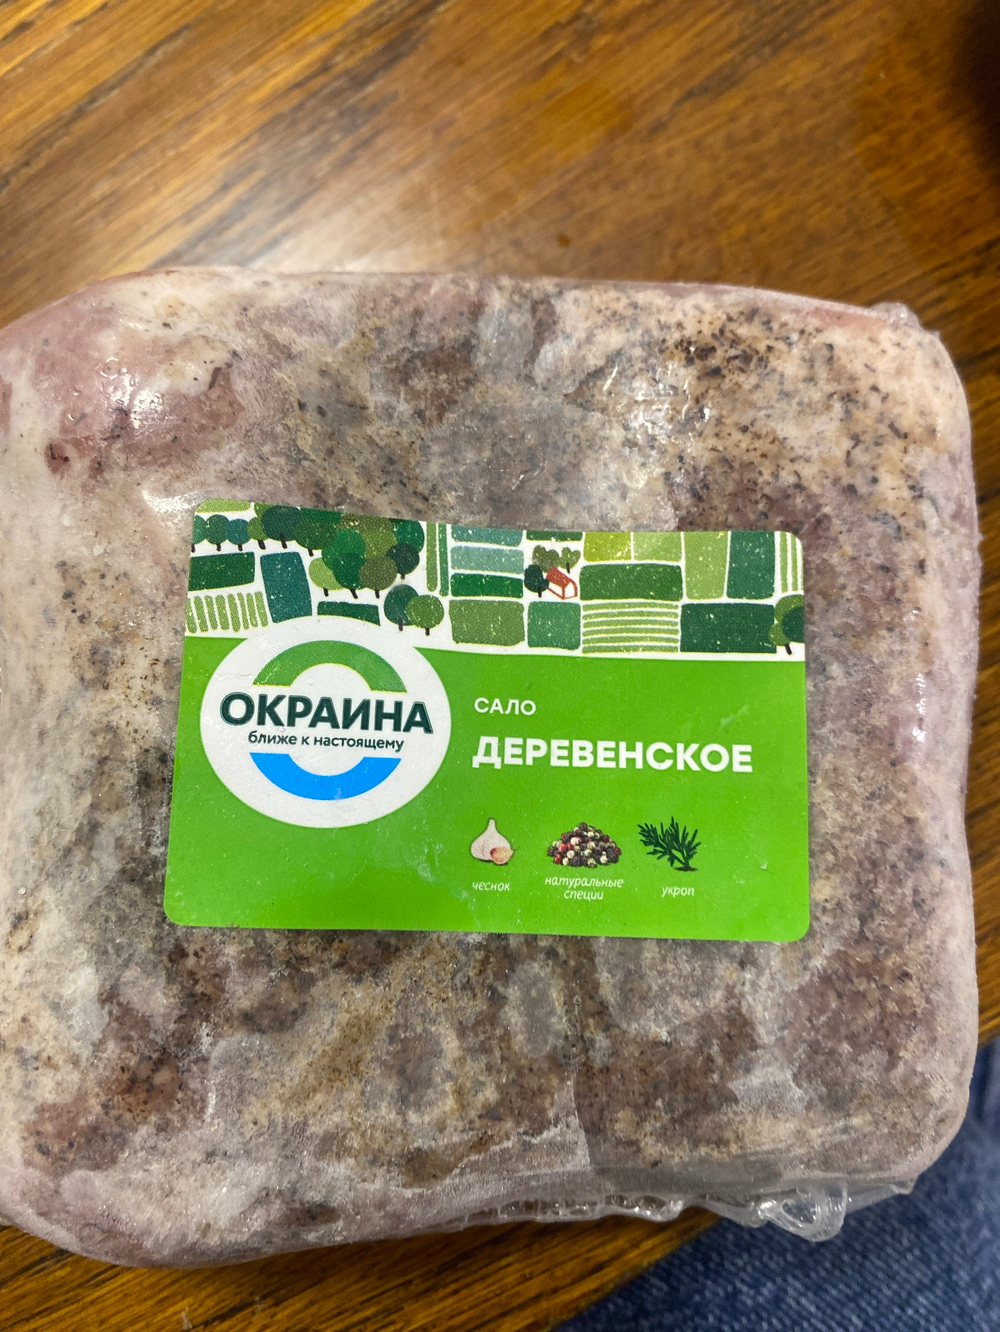 ОКРАИНА
ближе к настоящему
САЛО
ДЕРЕВЕНСКОЕ
чеснок
натуральные
специи
укроп